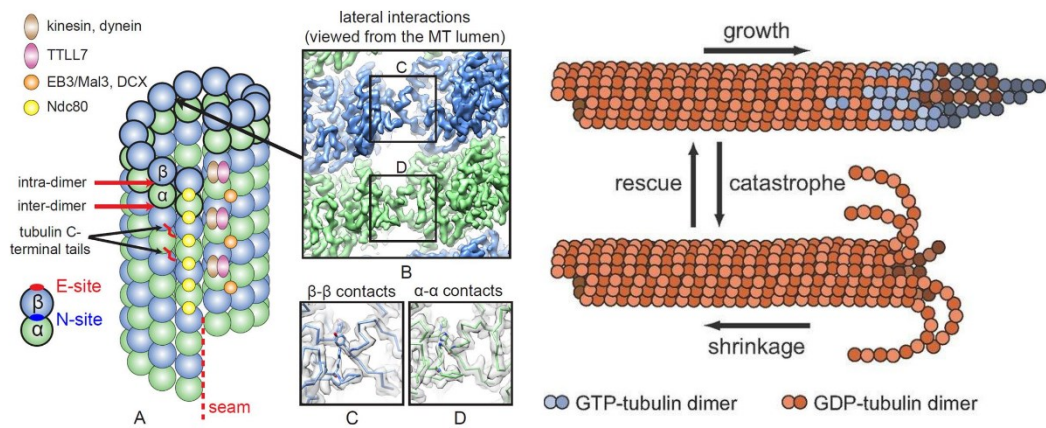 kinesin, dynein
TTLL7
EB3/Mal3, DCX
Ndc80
intra-dimer
inter-dimer
tubulin C-
terminal tails
β
α
E-site
β
N-site
α
A
seam
lateral interactions
(viewed from the MT lumen)
C
D
B
β-β contacts
α-α contacts
C
D
growth
rescue
catastrophe
shrinkage
GTP-tubulin dimer
GDP-tubulin dimer